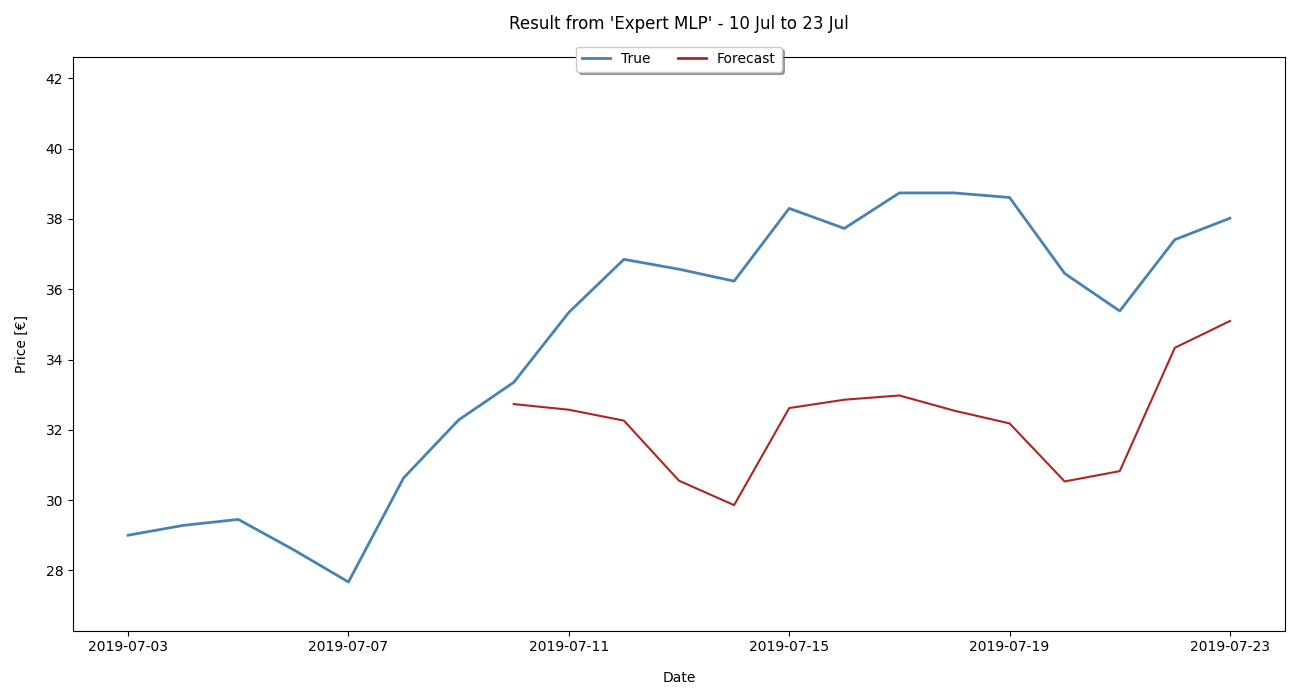 Result from 'Expert MLP' - 10 Jul to 23 Jul
True Forecast
42
40
38
36
34
32
30
28
Price [€]
2019-07-03 2019-07-07 2019-07-11 2019-07-15 2019-07-19 2019-07-23
Date